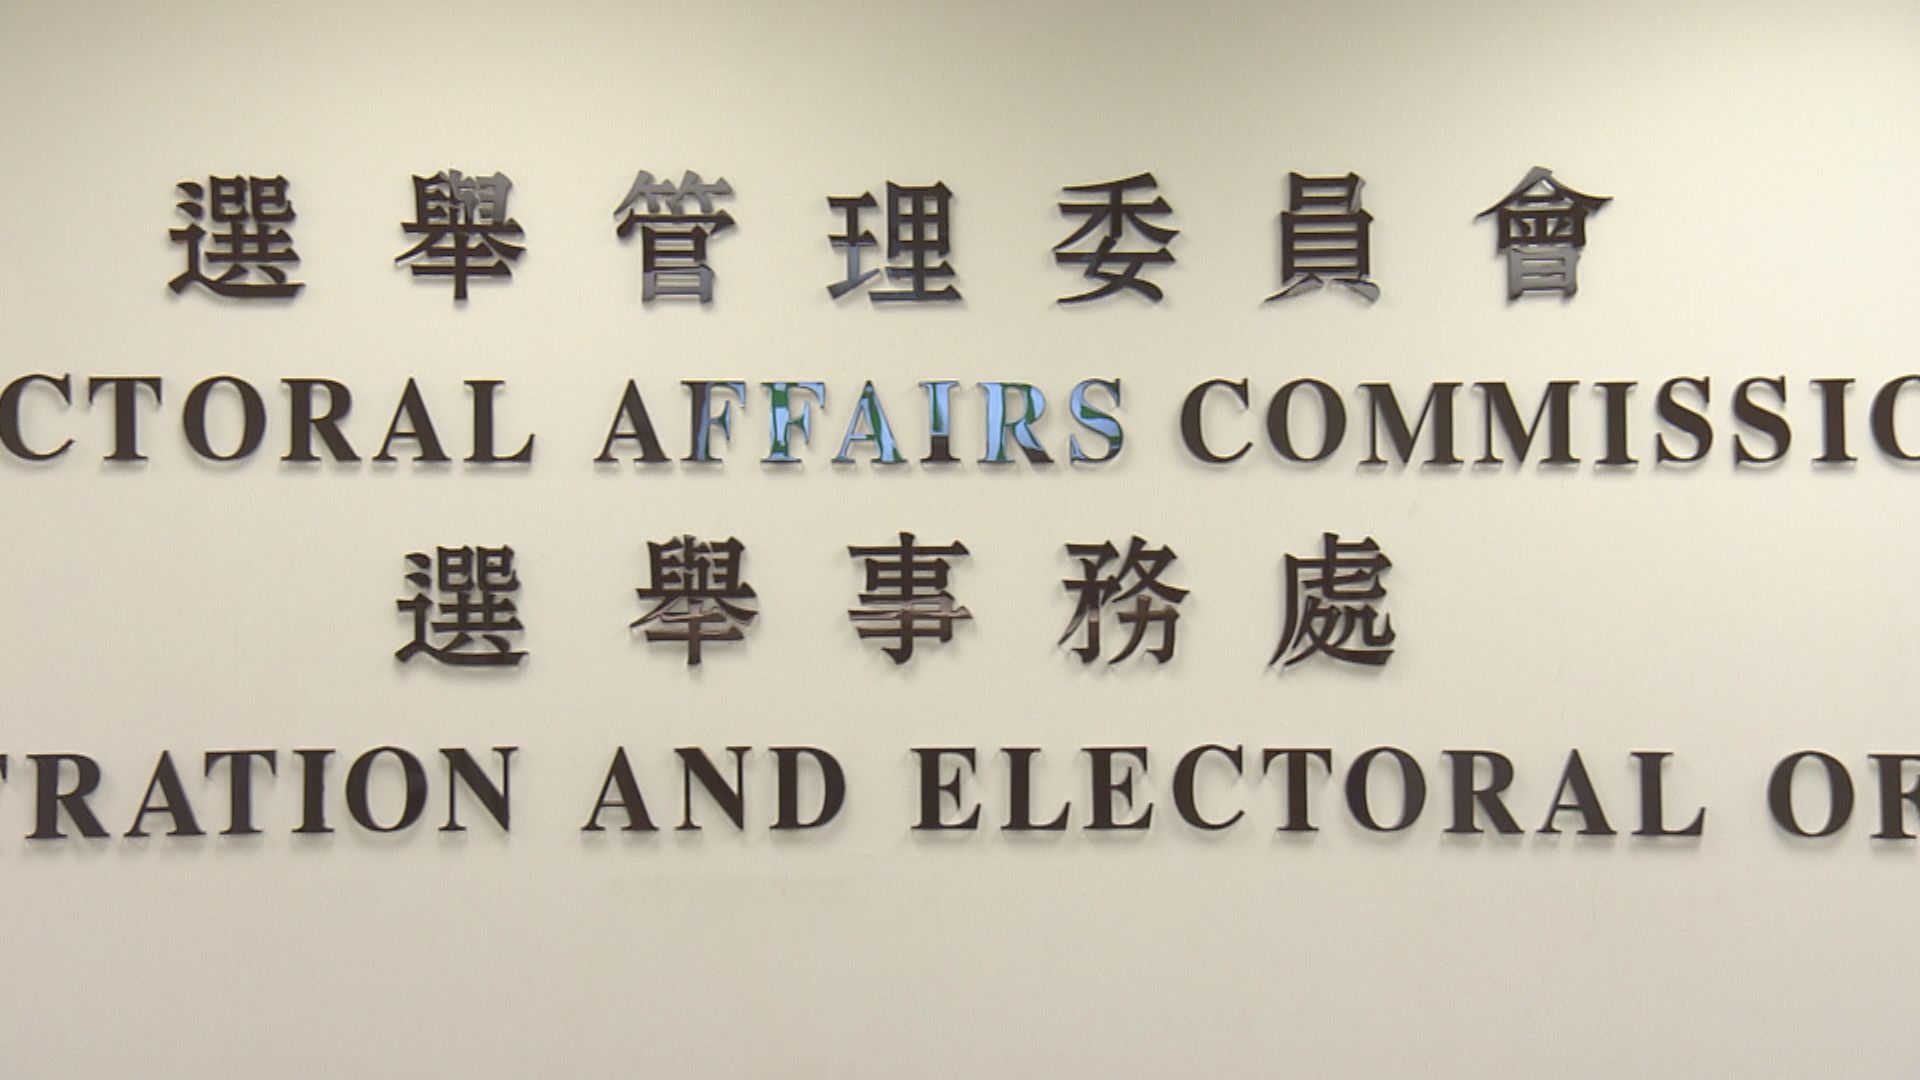 選舉管理委員會
CTORAL AFFAIRS COMMISSIO
選舉事務處
TRATION AND ELECTORAL OF